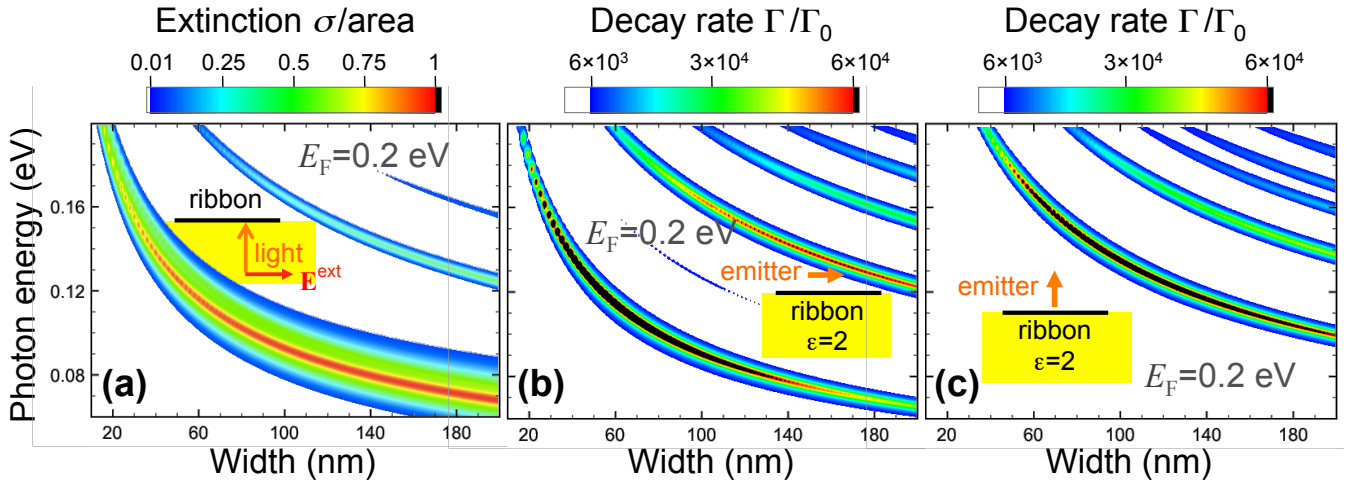 Extinction σ/area
0.01 0.25 0.5 0.75 1
Decay rate Γ/Γ₀
6×10³ 3×10⁴ 6×10⁴
Decay rate Γ/Γ₀
6×10³ 3×10⁴ 6×10⁴
Photon energy (eV)
0.16
0.12
0.08
E_F=0.2 eV
ribbon
light
E^ext
(a)
20 60 100 140 180
Width (nm)
E_F=0.2 eV
emitter
ribbon
ε=2
(b)
20 60 100 140 180
Width (nm)
emitter
ribbon
ε=2
E_F=0.2 eV
(c)
20 60 100 140 180
Width (nm)